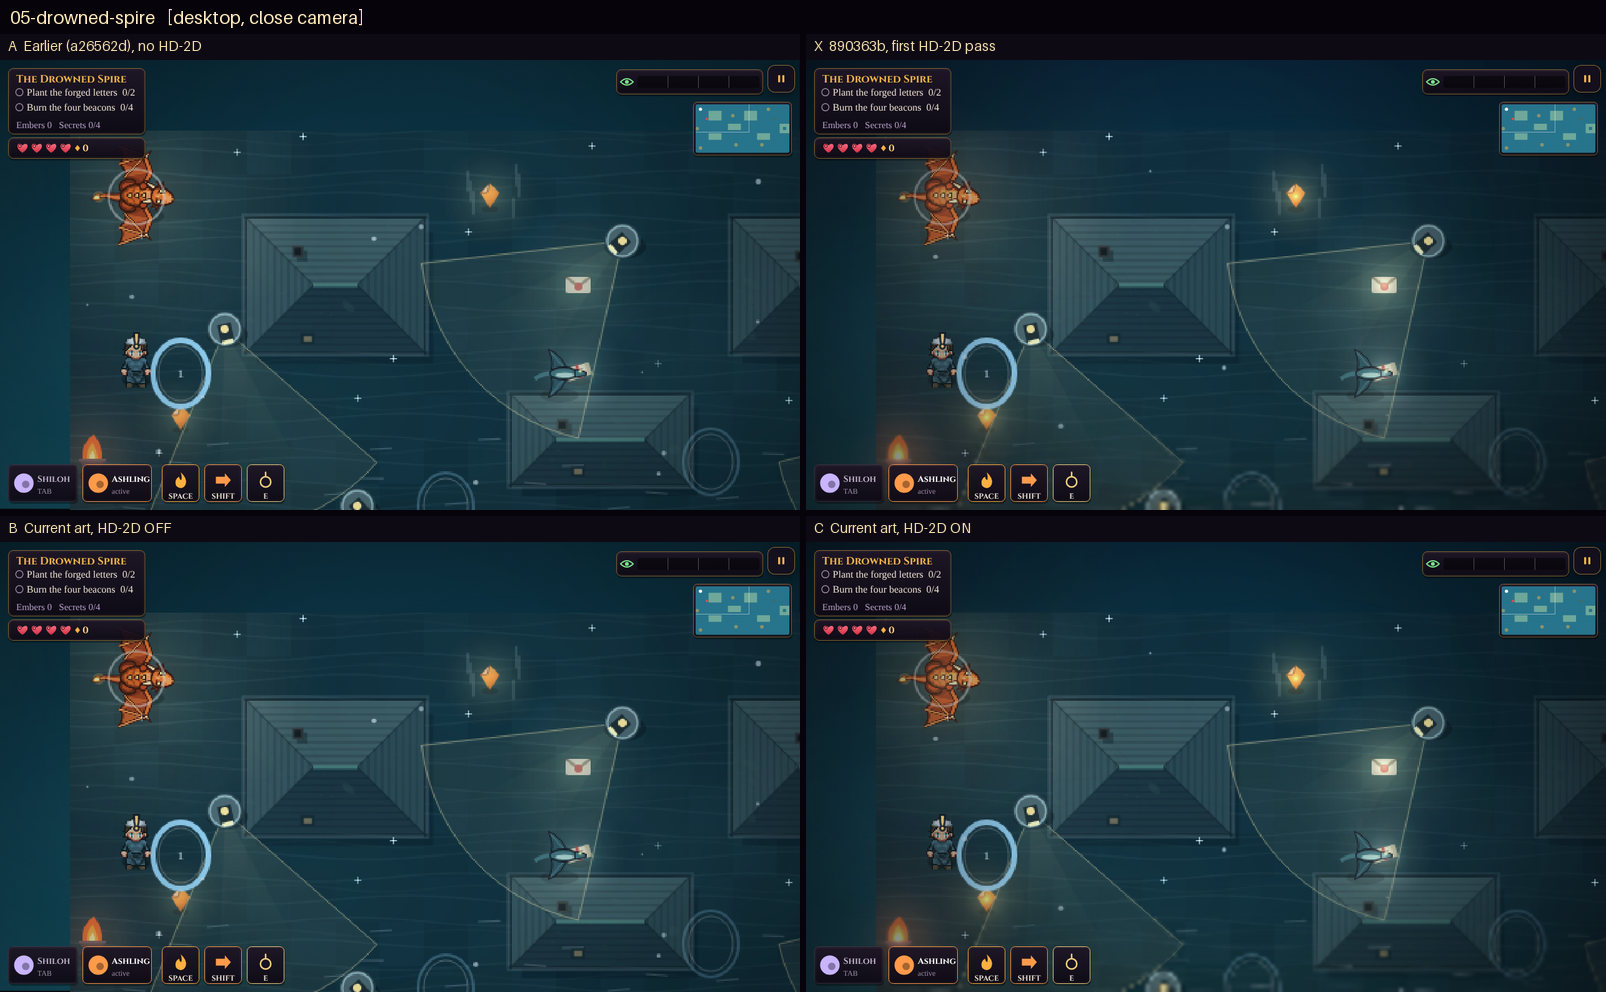 05-drowned-spire [desktop, close camera]
A Earlier (a26562d), no HD-2D
THE DROWNED SPIRE
Plant the forged letters 0/2
Burn the four beacons 0/4
Embers 0 Secrets 0/4
0
1
SHILOH
TAB
ASHLING
active
SPACE
SHIFT
E
X 890363b, first HD-2D pass
THE DROWNED SPIRE
Plant the forged letters 0/2
Burn the four beacons 0/4
Embers 0 Secrets 0/4
0
1
SHILOH
TAB
ASHLING
active
SPACE
SHIFT
E
B Current art, HD-2D OFF
THE DROWNED SPIRE
Plant the forged letters 0/2
Burn the four beacons 0/4
Embers 0 Secrets 0/4
0
1
SHILOH
TAB
ASHLING
active
SPACE
SHIFT
E
C Current art, HD-2D ON
THE DROWNED SPIRE
Plant the forged letters 0/2
Burn the four beacons 0/4
Embers 0 Secrets 0/4
0
1
SHILOH
TAB
ASHLING
active
SPACE
SHIFT
E